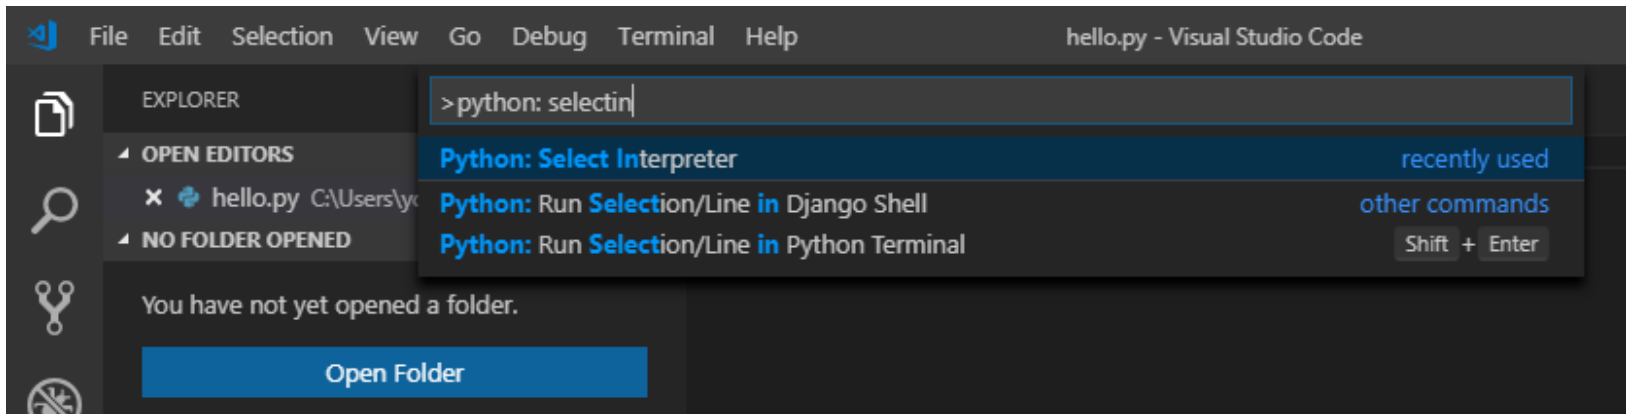 File Edit Selection View Go Debug Terminal Help hello.py - Visual Studio Code
EXPLORER
>python: selectin
OPEN EDITORS
Python: Select Interpreter recently used
hello.py C:\Users\
Python: Run Selection/Line in Django Shell other commands
NO FOLDER OPENED
Python: Run Selection/Line in Python Terminal Shift + Enter
You have not yet opened a folder.
Open Folder